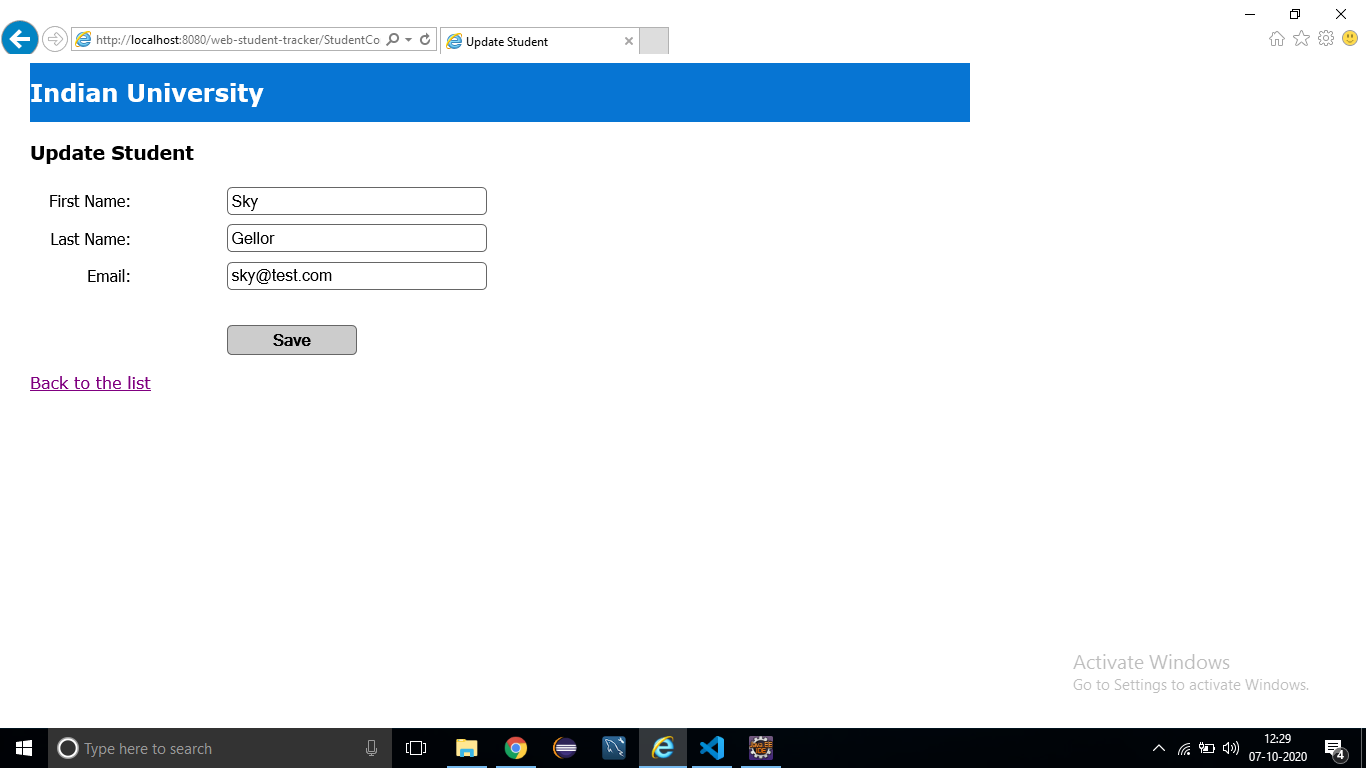 http://localhost:8080/web-student-tracker/StudentCo
Update Student
Indian University
Update Student
First Name:
Sky
Last Name:
Gellor
Email:
sky@test.com
Save
Back to the list
Activate Windows
Go to Settings to activate Windows.
Type here to search
12:29
07-10-2020
4